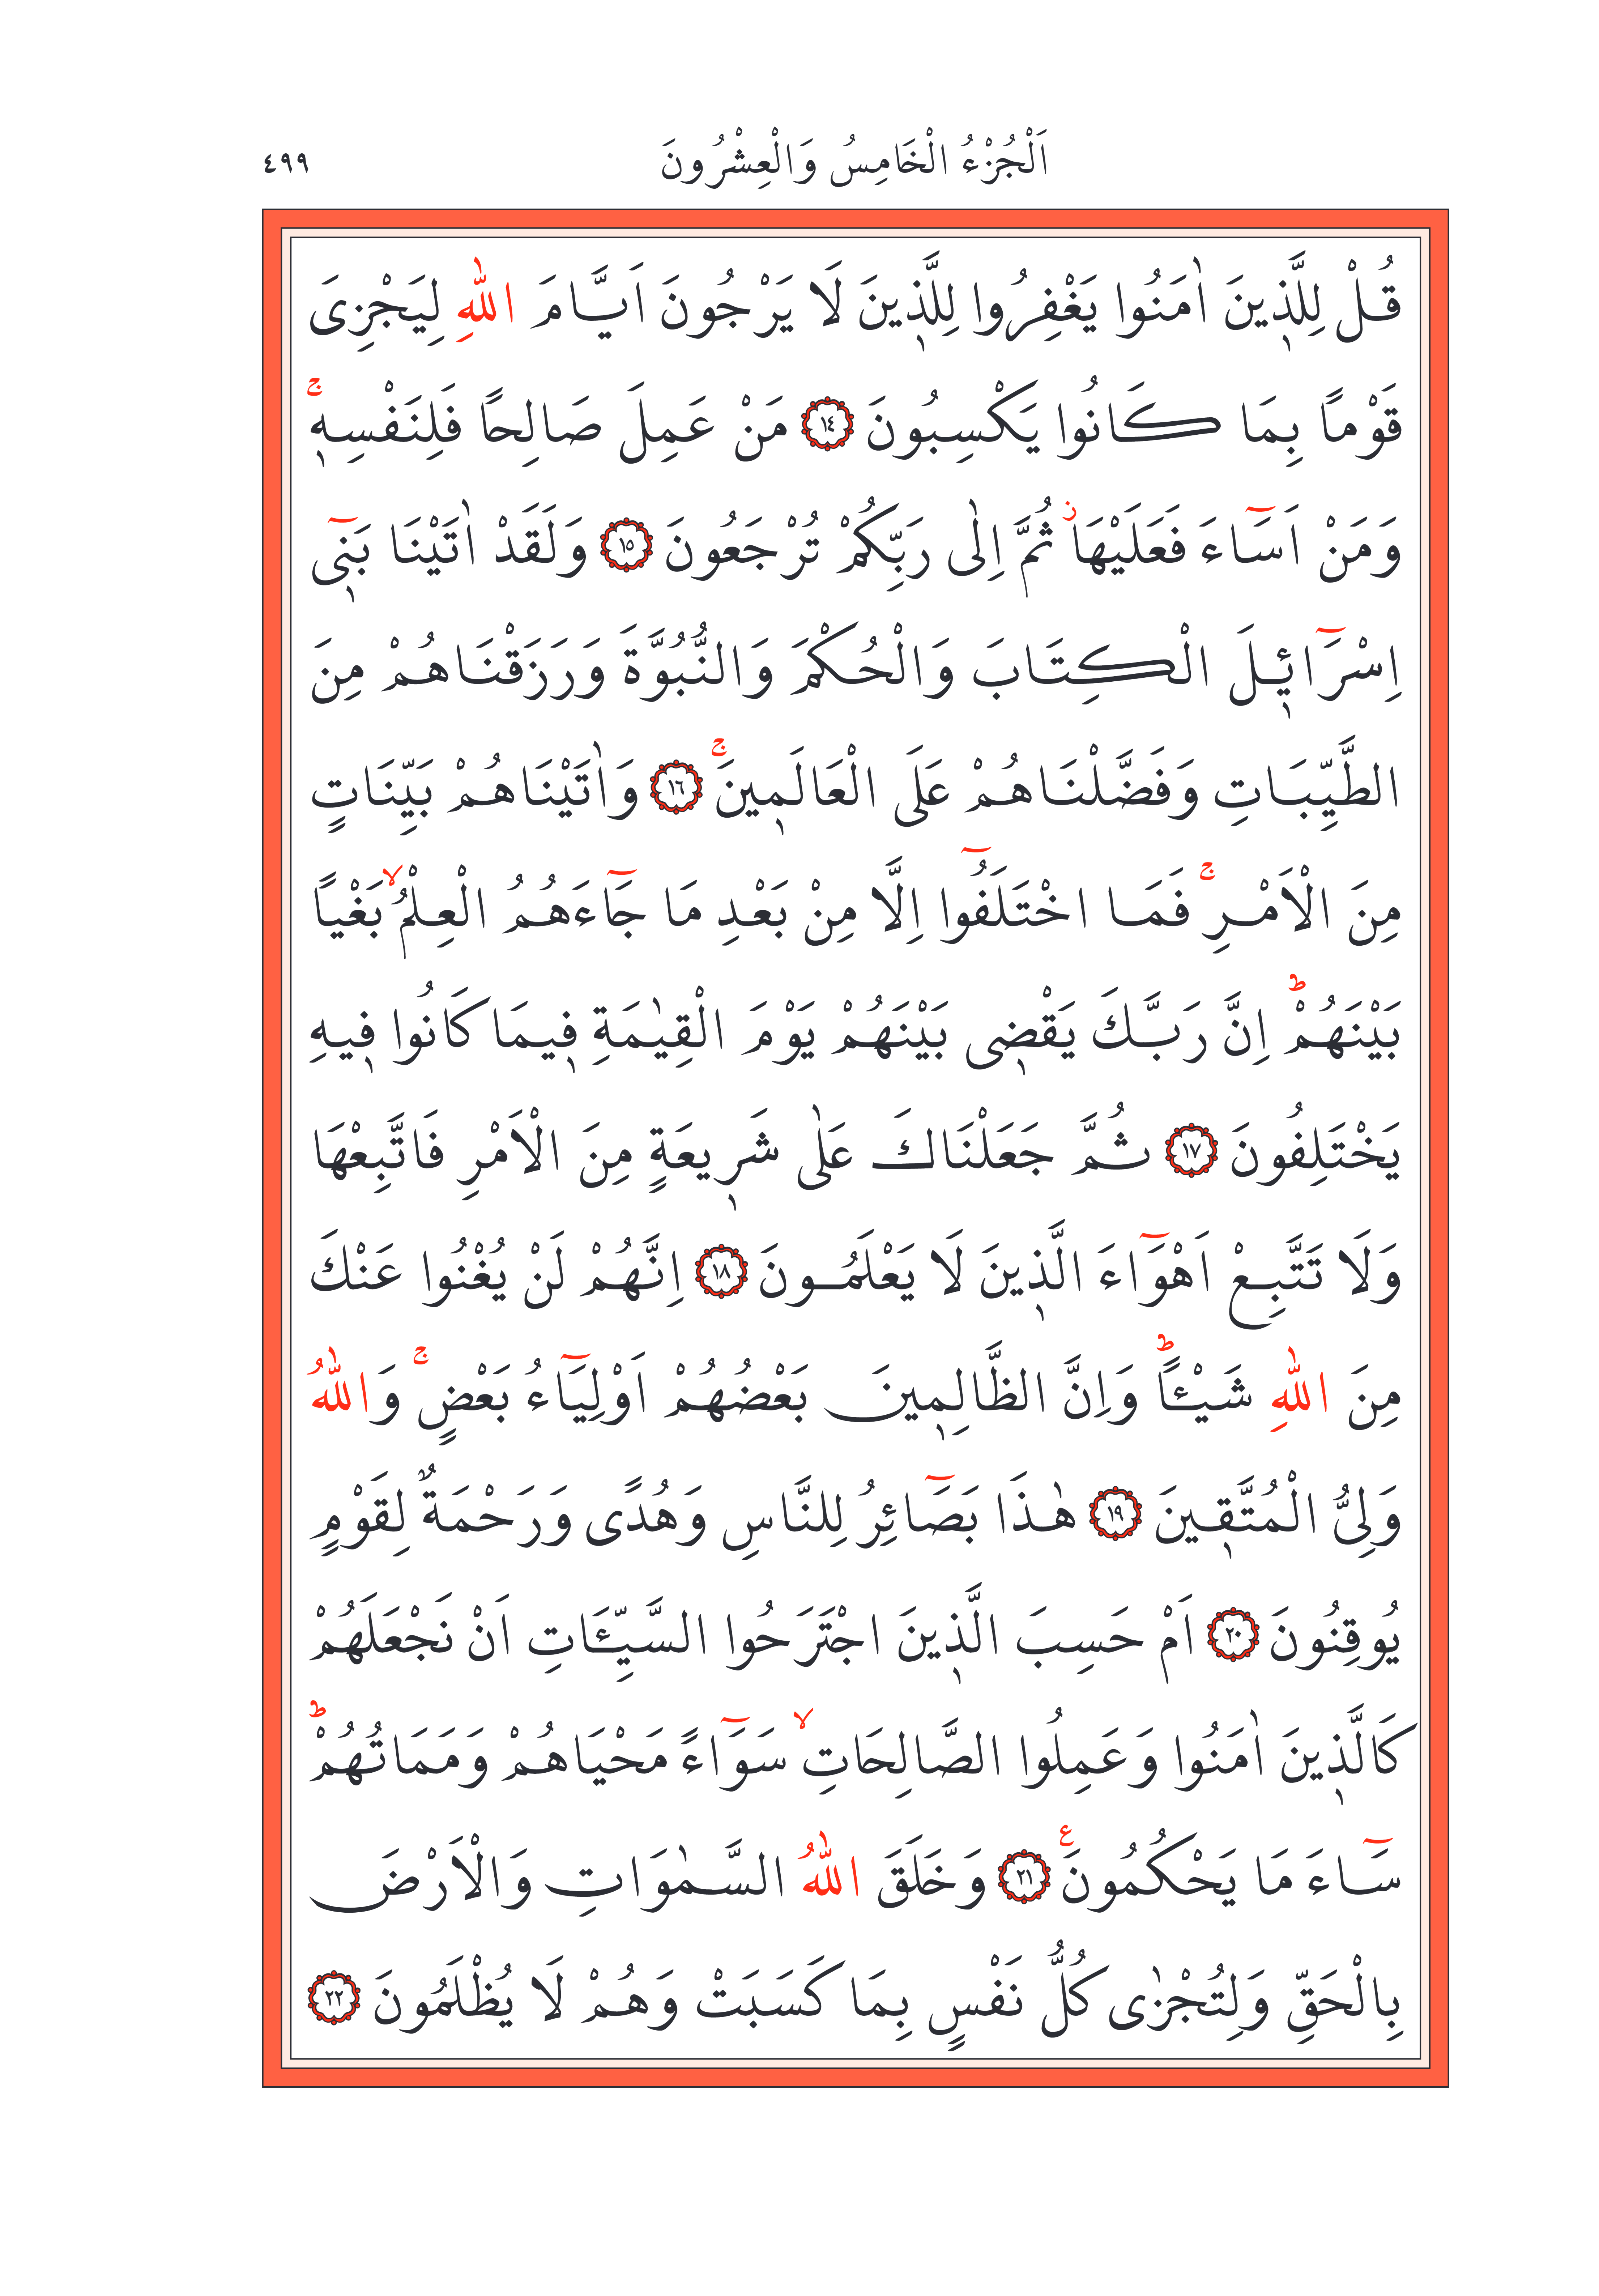 اَلْجُزْءُ الْخَامِسُ وَالْعِشْرُونَ
٤٩٩
قُلْ لِلَّذ۪ينَ اٰمَنُوا يَغْفِرُوا لِلَّذ۪ينَ لَا يَرْجُونَ اَيَّامَ اللّٰهِ لِيَجْزِيَ
قَوْمًا بِمَا كَانُوا يَكْسِبُونَ ﴿١٤﴾ مَنْ عَمِلَ صَالِحًا فَلِنَفْسِه۪ۚ
وَمَنْ اَسَٓاءَ فَعَلَيْهَاۘ ثُمَّ اِلٰى رَبِّكُمْ تُرْجَعُونَ ﴿١٥﴾ وَلَقَدْ اٰتَيْنَا بَن۪ٓي
اِسْرَٓاء۪يلَ الْكِتَابَ وَالْحُكْمَ وَالنُّبُوَّةَ وَرَزَقْنَاهُمْ مِنَ
الطَّيِّبَاتِ وَفَضَّلْنَاهُمْ عَلَى الْعَالَم۪ينَۚ ﴿١٦﴾ وَاٰتَيْنَاهُمْ بَيِّنَاتٍ
مِنَ الْاَمْرِۚ فَمَا اخْتَلَفُٓوا اِلَّا مِنْ بَعْدِ مَا جَٓاءَهُمُ الْعِلْمُۙ بَغْيًا
بَيْنَهُمْۜ اِنَّ رَبَّكَ يَقْض۪ي بَيْنَهُمْ يَوْمَ الْقِيٰمَةِ ف۪يمَا كَانُوا ف۪يهِ
يَخْتَلِفُونَ ﴿١٧﴾ ثُمَّ جَعَلْنَاكَ عَلٰى شَر۪يعَةٍ مِنَ الْاَمْرِ فَاتَّبِعْهَا
وَلَا تَتَّبِعْ اَهْوَٓاءَ الَّذ۪ينَ لَا يَعْلَمُونَ ﴿١٨﴾ اِنَّهُمْ لَنْ يُغْنُوا عَنْكَ
مِنَ اللّٰهِ شَيْـًٔاۜ وَاِنَّ الظَّالِم۪ينَ بَعْضُهُمْ اَوْلِيَٓاءُ بَعْضٍۚ وَاللّٰهُ
وَلِيُّ الْمُتَّق۪ينَ ﴿١٩﴾ هٰذَا بَصَٓائِرُ لِلنَّاسِ وَهُدًى وَرَحْمَةٌ لِقَوْمٍ
يُوقِنُونَ ﴿٢٠﴾ اَمْ حَسِبَ الَّذ۪ينَ اجْتَرَحُوا السَّيِّـَٔاتِ اَنْ نَجْعَلَهُمْ
كَالَّذ۪ينَ اٰمَنُوا وَعَمِلُوا الصَّالِحَاتِۙ سَوَٓاءً مَحْيَاهُمْ وَمَمَاتُهُمْۜ
سَٓاءَ مَا يَحْكُمُونَ۟ ﴿٢١﴾ وَخَلَقَ اللّٰهُ السَّمٰوَاتِ وَالْاَرْضَ
بِالْحَقِّ وَلِتُجْزٰى كُلُّ نَفْسٍ بِمَا كَسَبَتْ وَهُمْ لَا يُظْلَمُونَ ﴿٢٢﴾